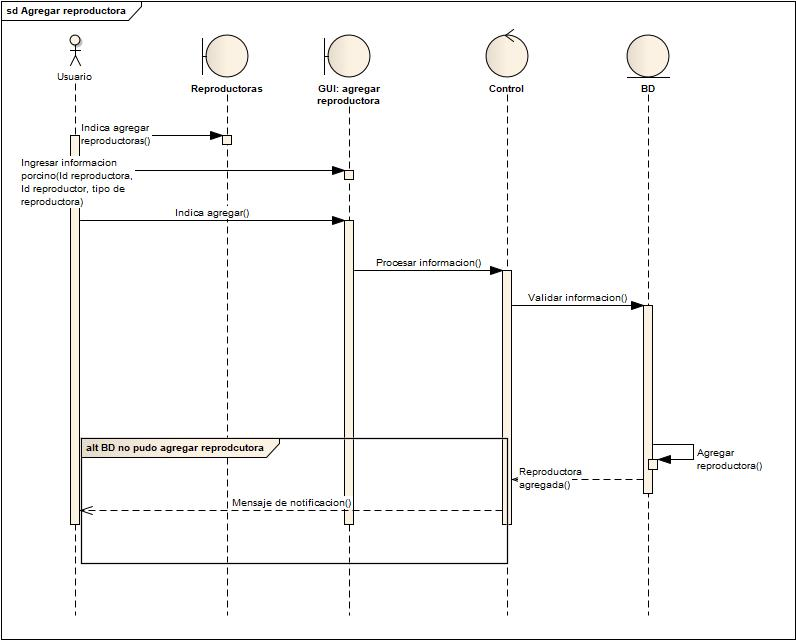 sd Agregar reproductora
Usuario
Reproductoras
GUI: agregar
reproductora
Control
BD
Indica agregar
reproductoras()
Ingresar informacion
porcino(Id reproductora,
Id reproductor, tipo de
reproductora)
Indica agregar()
Procesar informacion()
Validar informacion()
alt BD no pudo agregar reprodcutora
Agregar
reproductora()
Reproductora
agregada()
Mensaje de notificacion()